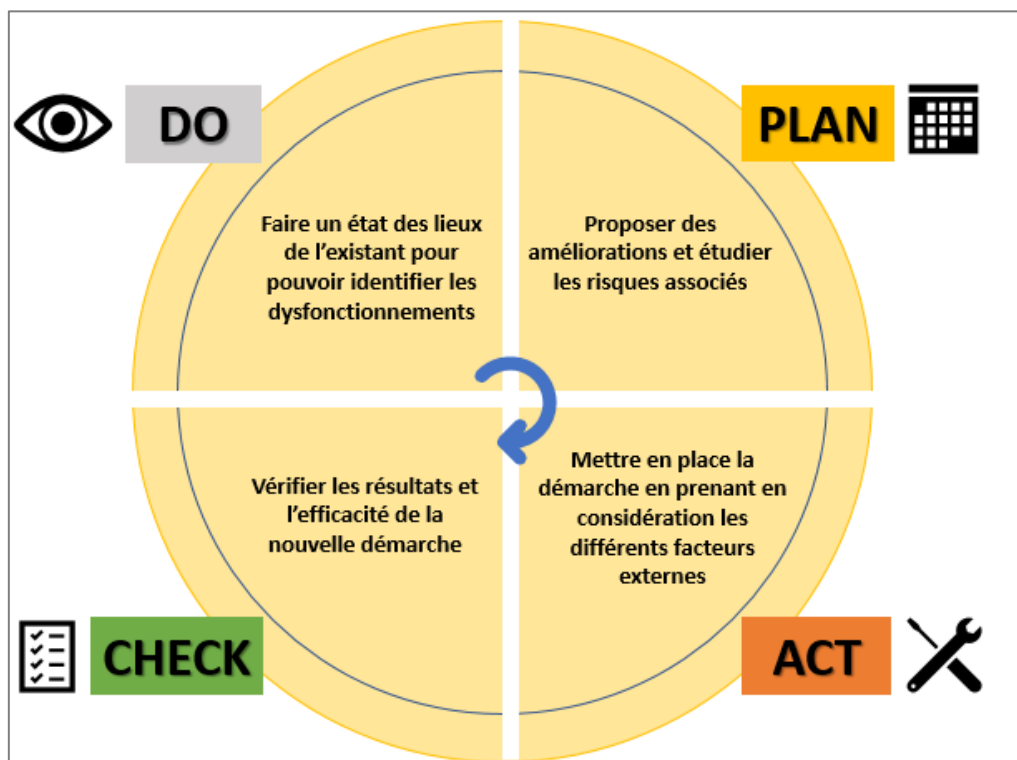 DO
PLAN
Faire un état des lieux
de l’existant pour
pouvoir identifier les
dysfonctionnements
Proposer des
améliorations et étudier
les risques associés
Vérifier les résultats et
l’efficacité de la
nouvelle démarche
Mettre en place la
démarche en prenant en
considération les
différents facteurs
externes
CHECK
ACT